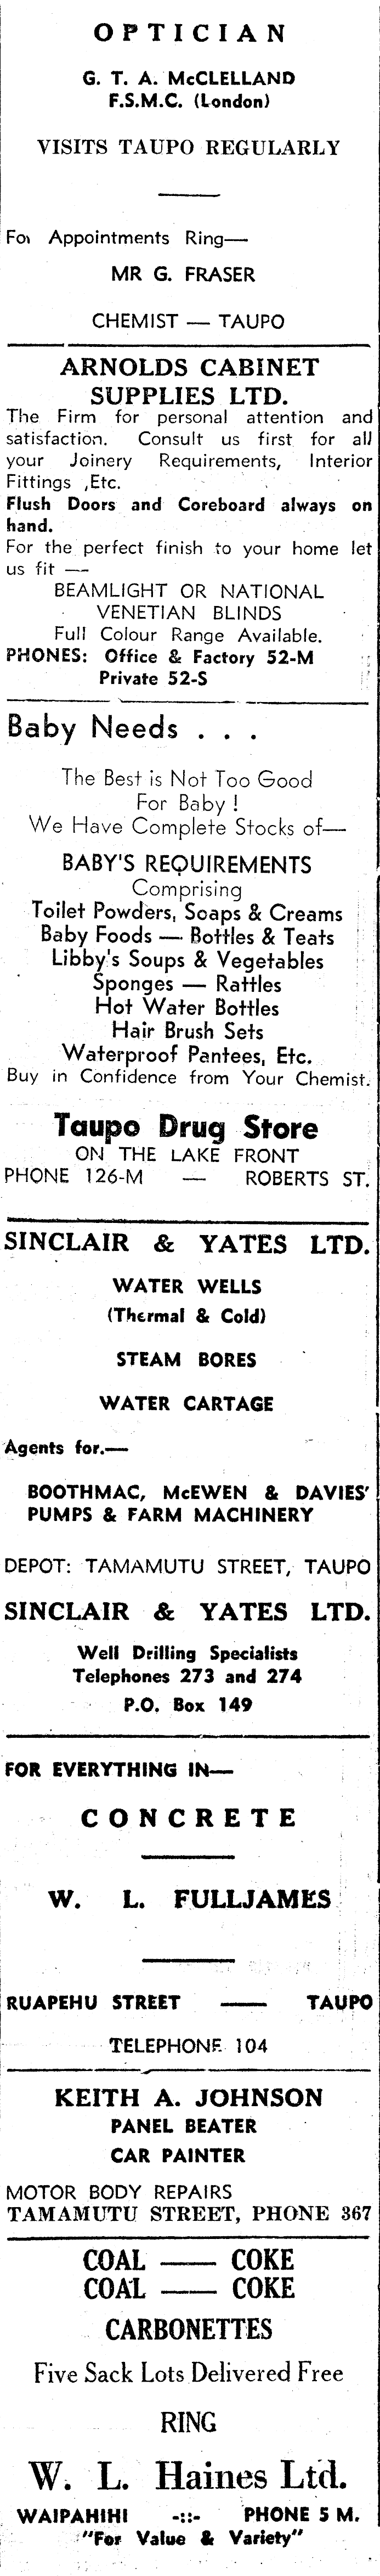 OPTICIAN
G. T. A. McCLELLAND
F.S.M.C. (London)
VISITS TAUPO REGULARLY
For Appointments Ring—
MR G. FRASER
CHEMIST — TAUPO
ARNOLDS CABINET
SUPPLIES LTD.
The Firm for personal attention and
satisfaction. Consult us first for all
your Joinery Requirements, Interior
Fittings ,Etc.
Flush Doors and Coreboard always on
hand.
For the perfect finish to your home let
us fit —
BEAMLIGHT OR NATIONAL
VENETIAN BLINDS
Full Colour Range Available.
PHONES: Office & Factory 52-M
Private 52-S
Baby Needs . . .
The Best is Not Too Good
For Baby !
We Have Complete Stocks of—
BABY'S REQUIREMENTS
Comprising
Toilet Powders, Soaps & Creams
Baby Foods — Bottles & Teats
Libby's Soups & Vegetables
Sponges — Rattles
Hot Water Bottles
Hair Brush Sets
Waterproof Pantees, Etc.
Buy in Confidence from Your Chemist.
Taupo Drug Store
ON THE LAKE FRONT
PHONE 126-M — ROBERTS ST.
SINCLAIR & YATES LTD.
WATER WELLS
(Thermal & Cold)
STEAM BORES
WATER CARTAGE
Agents for.—
BOOTHMAC, McEWEN & DAVIES'
PUMPS & FARM MACHINERY
DEPOT: TAMAMUTU STREET, TAUPO
SINCLAIR & YATES LTD.
Well Drilling Specialists
Telephones 273 and 274
P.O. Box 149
FOR EVERYTHING IN—
CONCRETE
W. L. FULLJAMES
RUAPEHU STREET — TAUPO
TELEPHONE 104
KEITH A. JOHNSON
PANEL BEATER
CAR PAINTER
MOTOR BODY REPAIRS
TAMAMUTU STREET, PHONE 367
COAL — COKE
COAL — COKE
CARBONETTES
Five Sack Lots Delivered Free
RING
W. L. Haines Ltd.
WAIPAHIHI -::- PHONE 5 M.
"For Value & Variety"